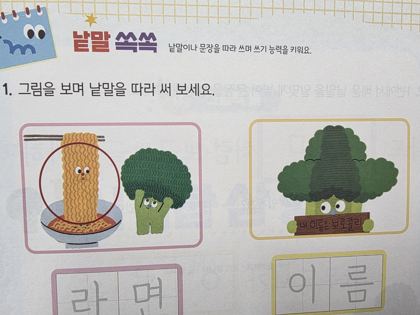 낱말 쏙쏙 낱말이나 문장을 따라 쓰며 쓰기 능력을 키워요.
1. 그림을 보며 낱말을 따라 써 보세요.
내 이름은 브로콜리
라면
이름